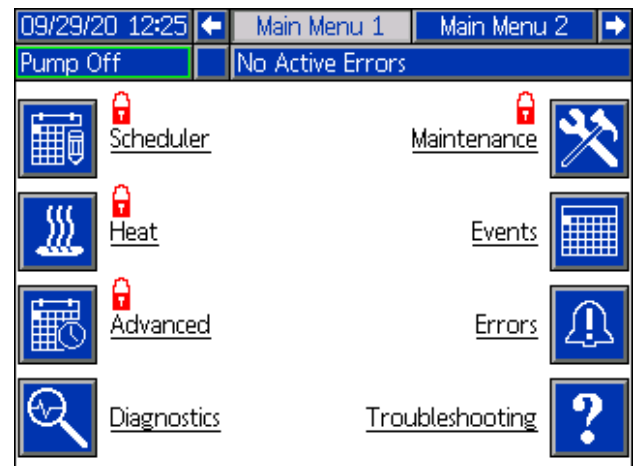 09/29/20 12:25 Main Menu 1 Main Menu 2
Pump Off No Active Errors
Scheduler Maintenance
Heat Events
Advanced Errors
Diagnostics Troubleshooting